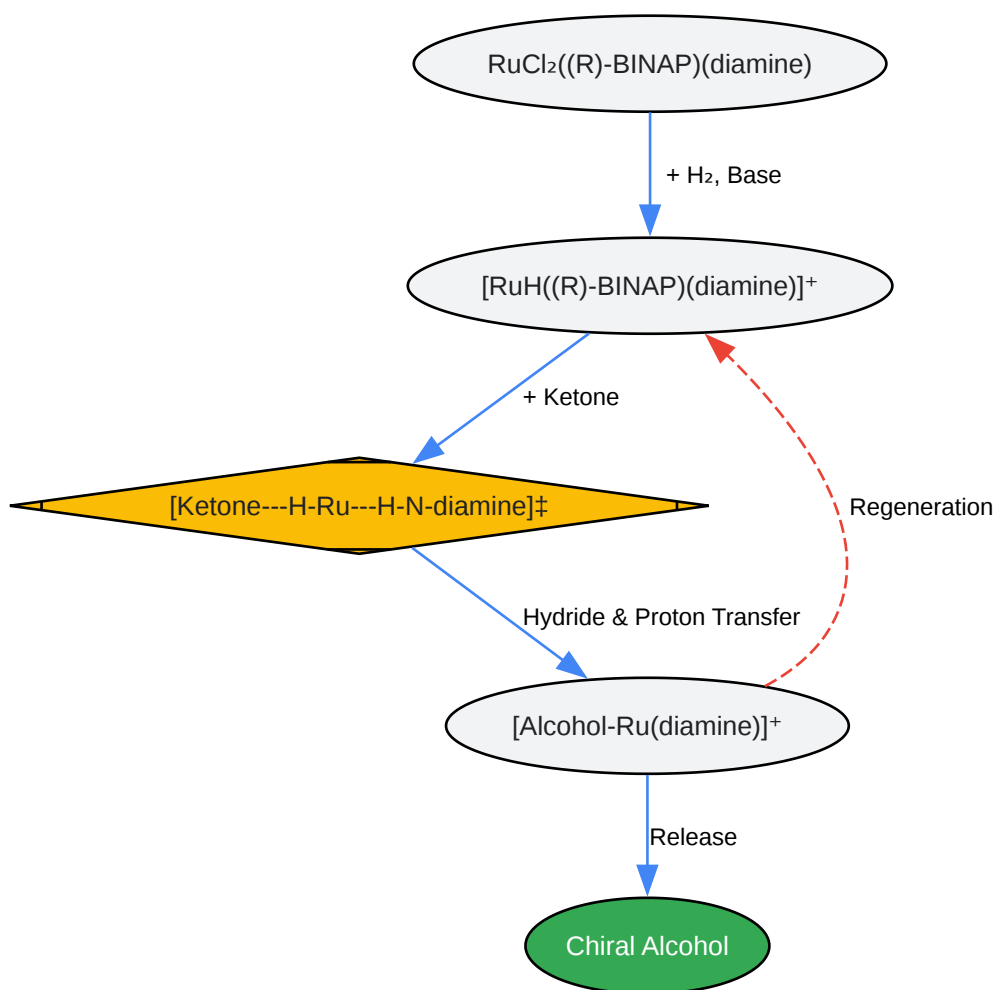 RuCl₂((R)-BINAP)(diamine)
+ H₂, Base
[RuH((R)-BINAP)(diamine)]⁺
+ Ketone
[Ketone---H-Ru---H-N-diamine]‡
Regeneration
Hydride & Proton Transfer
[Alcohol-Ru(diamine)]⁺
Release
Chiral Alcohol